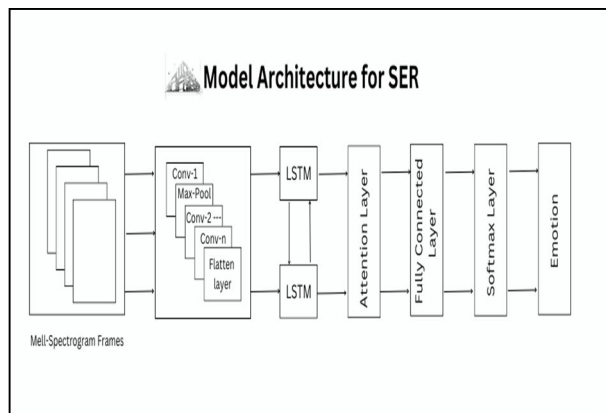 Model Architecture for SER
Conv-1
Max-Pool
Conv-2 ---
Conv-n
Flatten
layer
LSTM
LSTM
Attention Layer
Fully Connected
Layer
Softmax Layer
Emotion
Mell-Spectrogram Frames